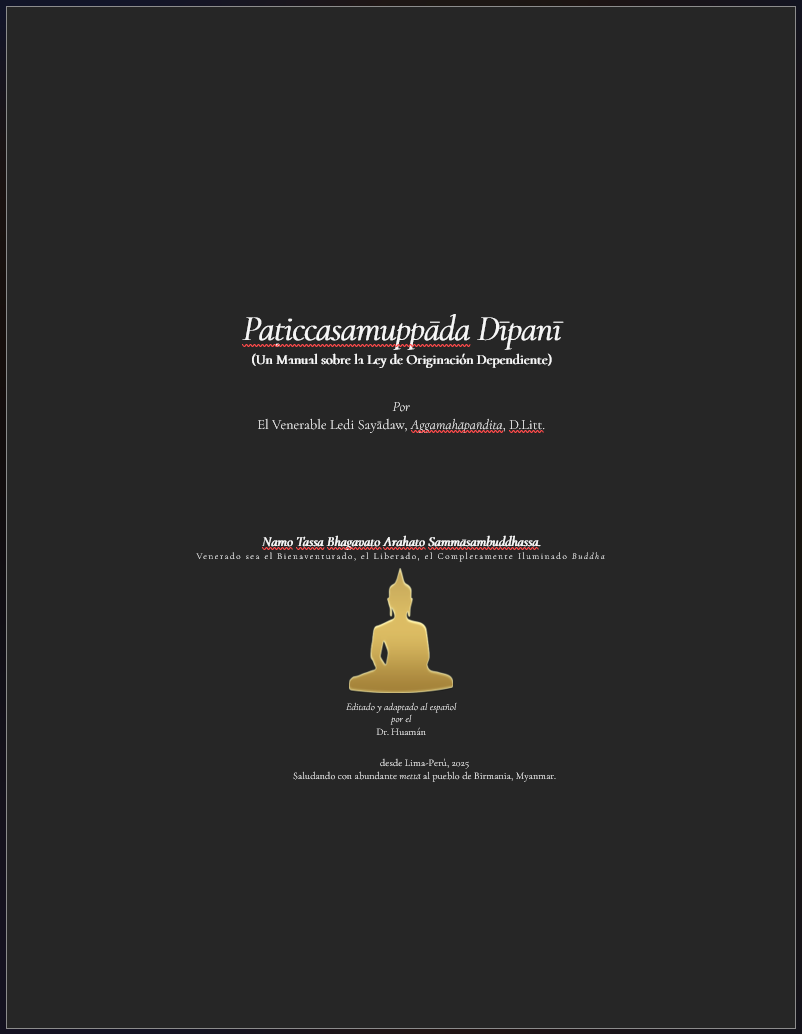 Paṭiccasamuppāda Dīpanī
(Un Manual sobre la Ley de Originación Dependiente)
Por
El Venerable Ledi Sayādaw, Aggamahāpaṇḍita, D.Litt.
Namo Tassa Bhagavato Arahato Sammāsambuddhassa.
Venerado sea el Bienaventurado, el Liberado, el Completamente Iluminado Buddha
Editado y adaptado al español
por el
Dr. Huamán
desde Lima-Perú, 2025
Saludando con abundante mettā al pueblo de Birmania, Myanmar.